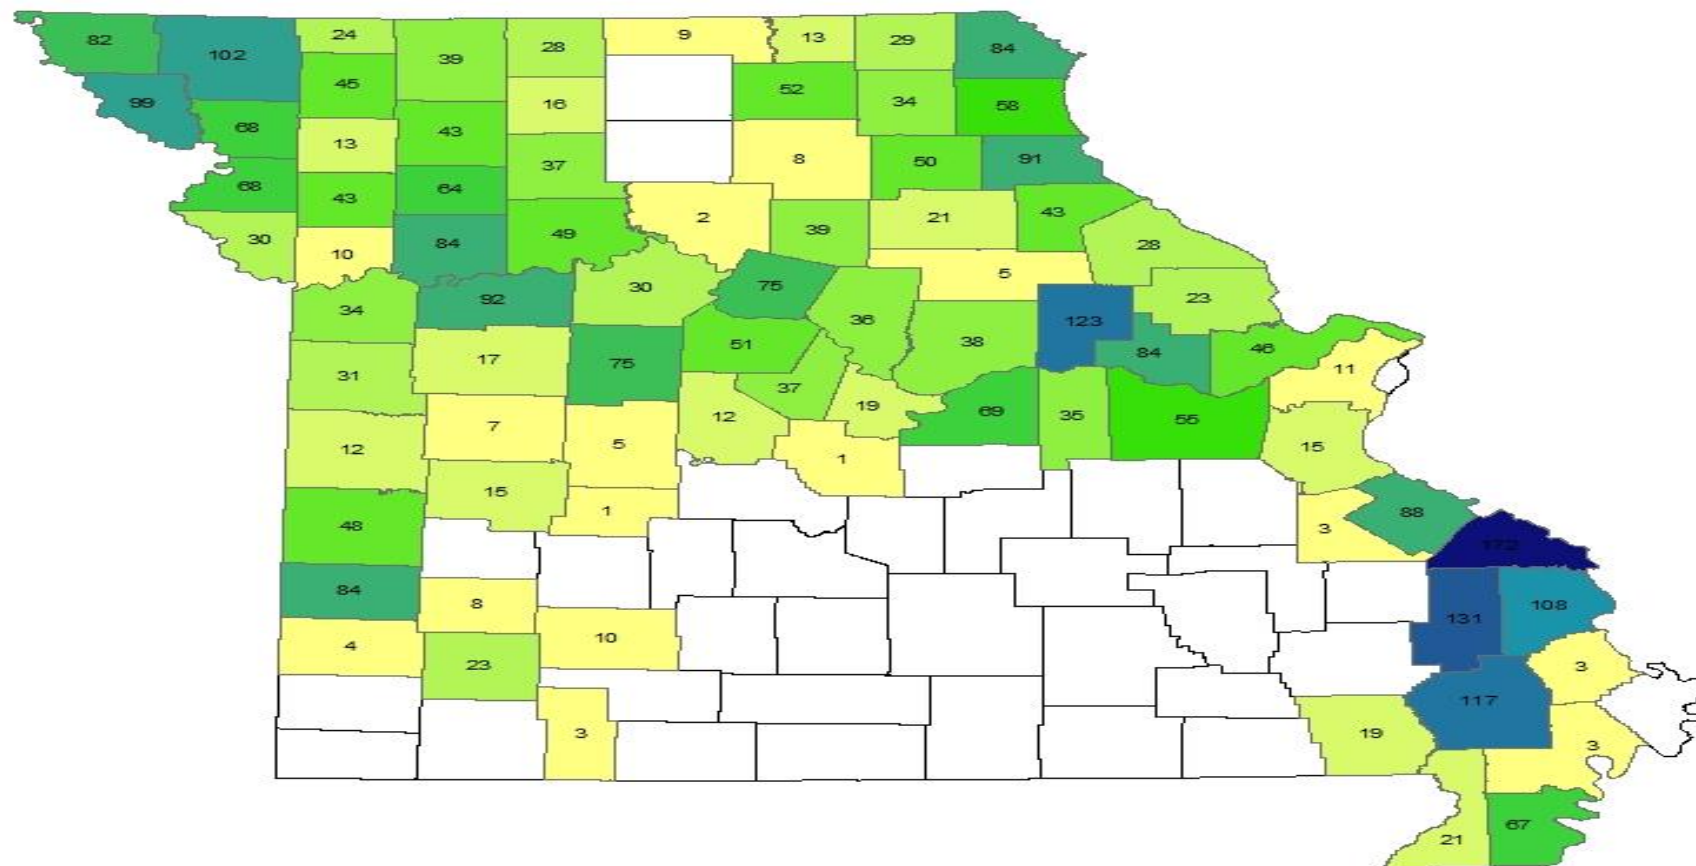 82 102 24 39 28 9 13 29 84
99 45 16 52 34 58
68 13 43 37 8 50 91
68 43 64 2 21 43
30 10 84 49 39 28
34 92 30 75 5 23
31 17 75 51 36 38 123 84 46 11
12 7 5 12 37 19 69 35 55 15
48 15 1 1 3 88 172
84 8 131 108
4 23 10 3
3 19 117 3
21 67